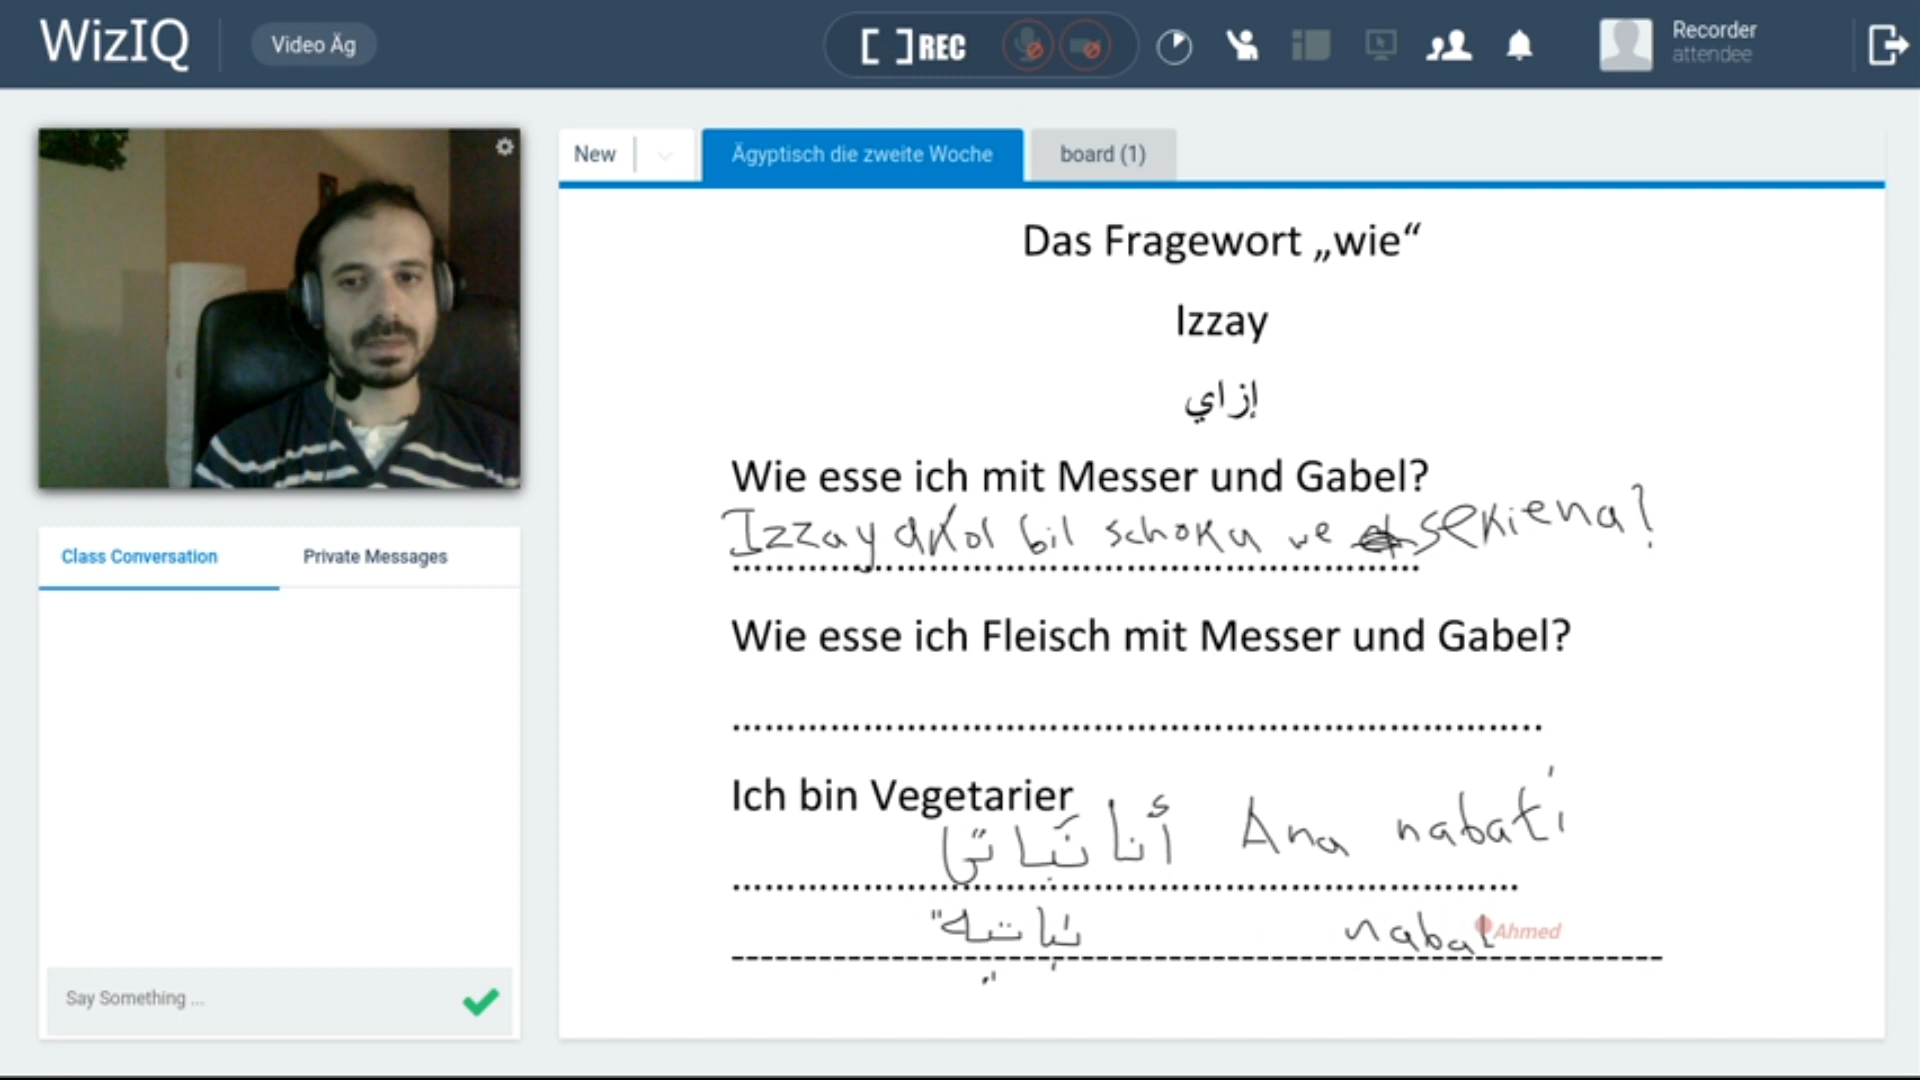 WizIQ
Video Äg
[ ] REC
Recorder
attendee
New
Ägyptisch die zweite Woche
board (1)
Das Fragewort „wie“
Izzay
إزاي
Wie esse ich mit Messer und Gabel?
Izzay akol bil schoka we sekiena?
Wie esse ich Fleisch mit Messer und Gabel?
Ich bin Vegetarier
أنا نَباتي Ana nabati
نباتية nabat
Ahmed
Class Conversation
Private Messages
Say Something ...